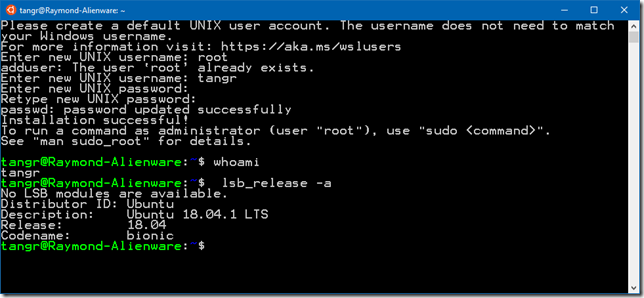 tangr@Raymond-Alienware: ~
Please create a default UNIX user account. The username does not need to match
your Windows username.
For more information visit: https://aka.ms/wslusers
Enter new UNIX username: root
adduser: The user 'root' already exists.
Enter new UNIX username: tangr
Enter new UNIX password:
Retype new UNIX password:
passwd: password updated successfully
Installation successful!
To run a command as administrator (user "root"), use "sudo <command>".
See "man sudo_root" for details.
tangr@Raymond-Alienware:~$ whoami
tangr
tangr@Raymond-Alienware:~$  lsb_release -a
No LSB modules are available.
Distributor ID: Ubuntu
Description:    Ubuntu 18.04.1 LTS
Release:        18.04
Codename:       bionic
tangr@Raymond-Alienware:~$